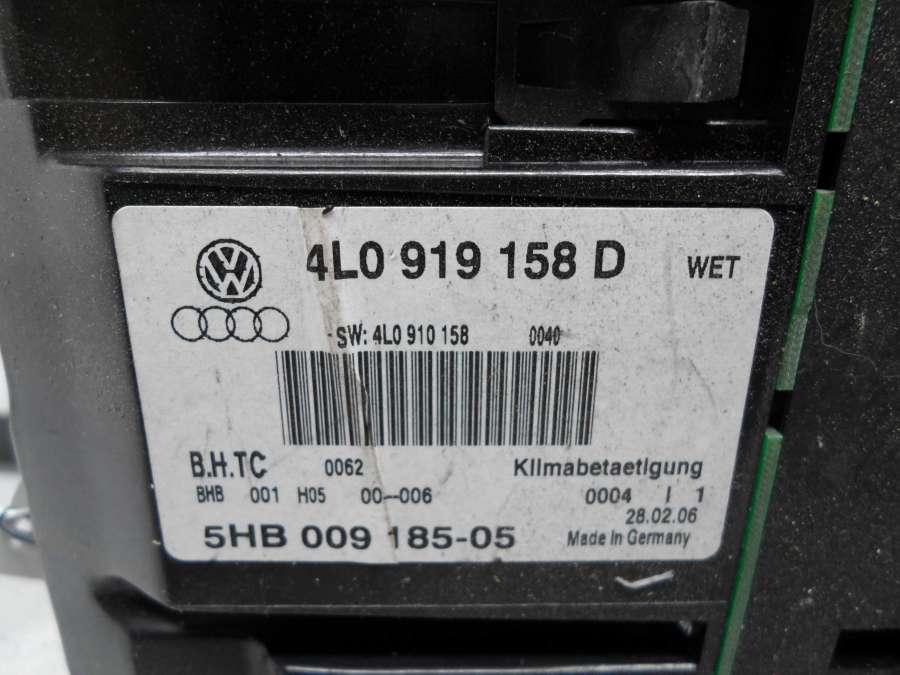 4L0 919 158 D WET
SW: 4L0 910 158 0040
B.H.TC 0062 Klimabetaetigung
BHB 001 H05 00--006 0004 I 1
28.02.06
5HB 009 185-05 Made in Germany